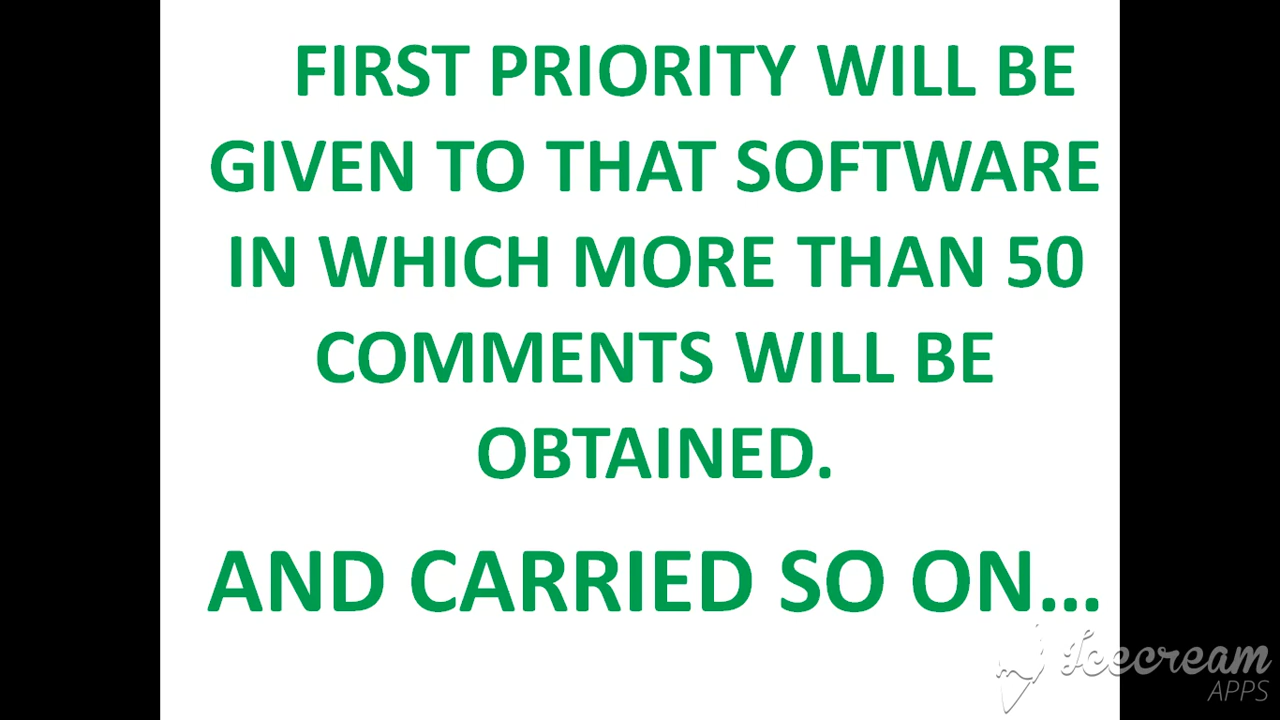 FIRST PRIORITY WILL BE
GIVEN TO THAT SOFTWARE
IN WHICH MORE THAN 50
COMMENTS WILL BE
OBTAINED.
AND CARRIED SO ON...
Icecream
APPS